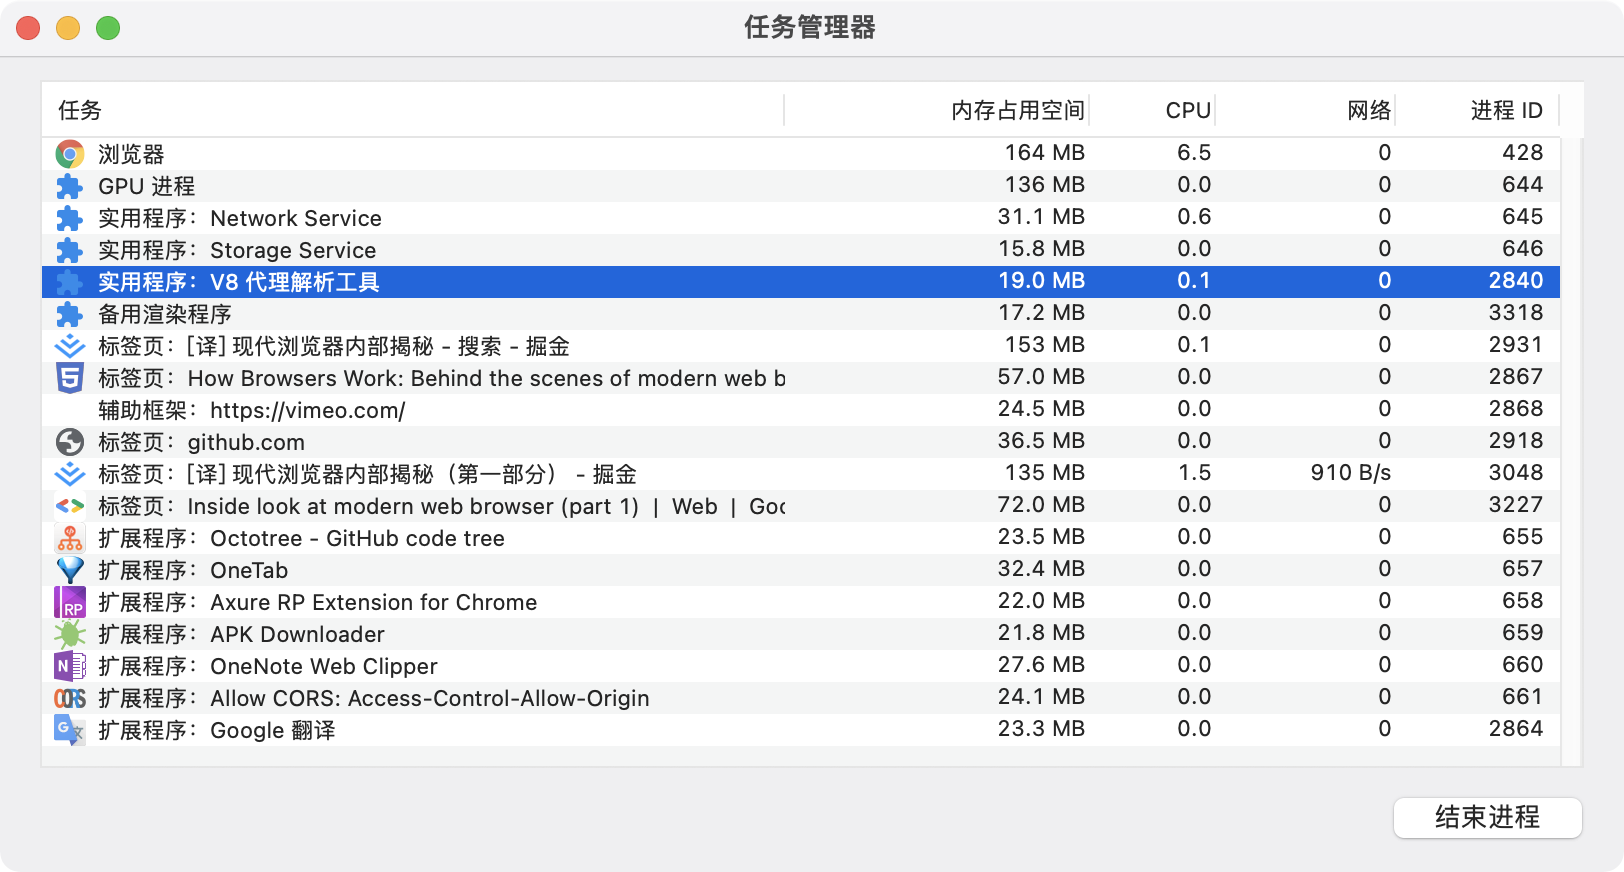 任务管理器
任务 内存占用空间 CPU 网络 进程 ID
浏览器 164 MB 6.5 0 428
GPU 进程 136 MB 0.0 0 644
实用程序：Network Service 31.1 MB 0.6 0 645
实用程序：Storage Service 15.8 MB 0.0 0 646
实用程序：V8 代理解析工具 19.0 MB 0.1 0 2840
备用渲染程序 17.2 MB 0.0 0 3318
标签页：[译] 现代浏览器内部揭秘 - 搜索 - 掘金 153 MB 0.1 0 2931
5 标签页：How Browsers Work: Behind the scenes of modern web b 57.0 MB 0.0 0 2867
辅助框架：https://vimeo.com/ 24.5 MB 0.0 0 2868
标签页：github.com 36.5 MB 0.0 0 2918
标签页：[译] 现代浏览器内部揭秘（第一部分） - 掘金 135 MB 1.5 910 B/s 3048
标签页：Inside look at modern web browser (part 1) | Web | Goo 72.0 MB 0.0 0 3227
扩展程序：Octotree - GitHub code tree 23.5 MB 0.0 0 655
扩展程序：OneTab 32.4 MB 0.0 0 657
RP 扩展程序：Axure RP Extension for Chrome 22.0 MB 0.0 0 658
扩展程序：APK Downloader 21.8 MB 0.0 0 659
N 扩展程序：OneNote Web Clipper 27.6 MB 0.0 0 660
CORS 扩展程序：Allow CORS: Access-Control-Allow-Origin 24.1 MB 0.0 0 661
G 文 扩展程序：Google 翻译 23.3 MB 0.0 0 2864
结束进程